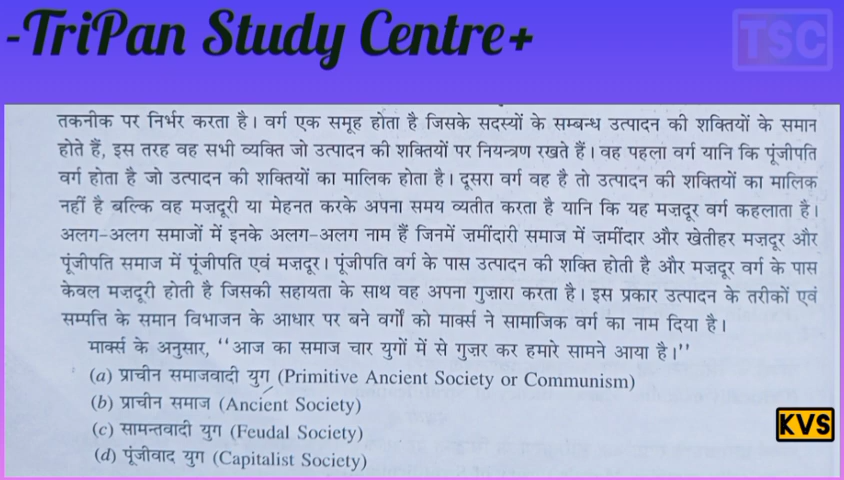 -TriPan Study Centre+
TSC
तकनीक पर निर्भर करता है। वर्ग एक समूह होता है जिसके सदस्यों के सम्बन्ध उत्पादन की शक्तियों के समान
होते हैं, इस तरह वह सभी व्यक्ति जो उत्पादन की शक्तियों पर नियन्त्रण रखते हैं। वह पहला वर्ग यानि कि पूंजीपति
वर्ग होता है जो उत्पादन की शक्तियों का मालिक होता है। दूसरा वर्ग वह है तो उत्पादन की शक्तियों का मालिक
नहीं है बल्कि वह मज़दूरी या मेहनत करके अपना समय व्यतीत करता है यानि कि यह मज़दूर वर्ग कहलाता है।
अलग-अलग समाजों में इनके अलग-अलग नाम हैं जिनमें ज़मींदारी समाज में ज़मींदार और खेतीहर मज़दूर और
पूंजीपति समाज में पूंजीपति एवं मज़दूर। पूंजीपति वर्ग के पास उत्पादन की शक्ति होती है और मज़दूर वर्ग के पास
केवल मज़दूरी होती है जिसकी सहायता के साथ वह अपना गुज़ारा करता है। इस प्रकार उत्पादन के तरीकों एवं
सम्पत्ति के समान विभाजन के आधार पर बने वर्गों को मार्क्स ने सामाजिक वर्ग का नाम दिया है।
मार्क्स के अनुसार, ‘‘आज का समाज चार युगों में से गुज़र कर हमारे सामने आया है।’’
(a) प्राचीन समाजवादी युग (Primitive Ancient Society or Communism)
(b) प्राचीन समाज (Ancient Society)
(c) सामन्तवादी युग (Feudal Society)
(d) पूंजीवाद युग (Capitalist Society)
KVS